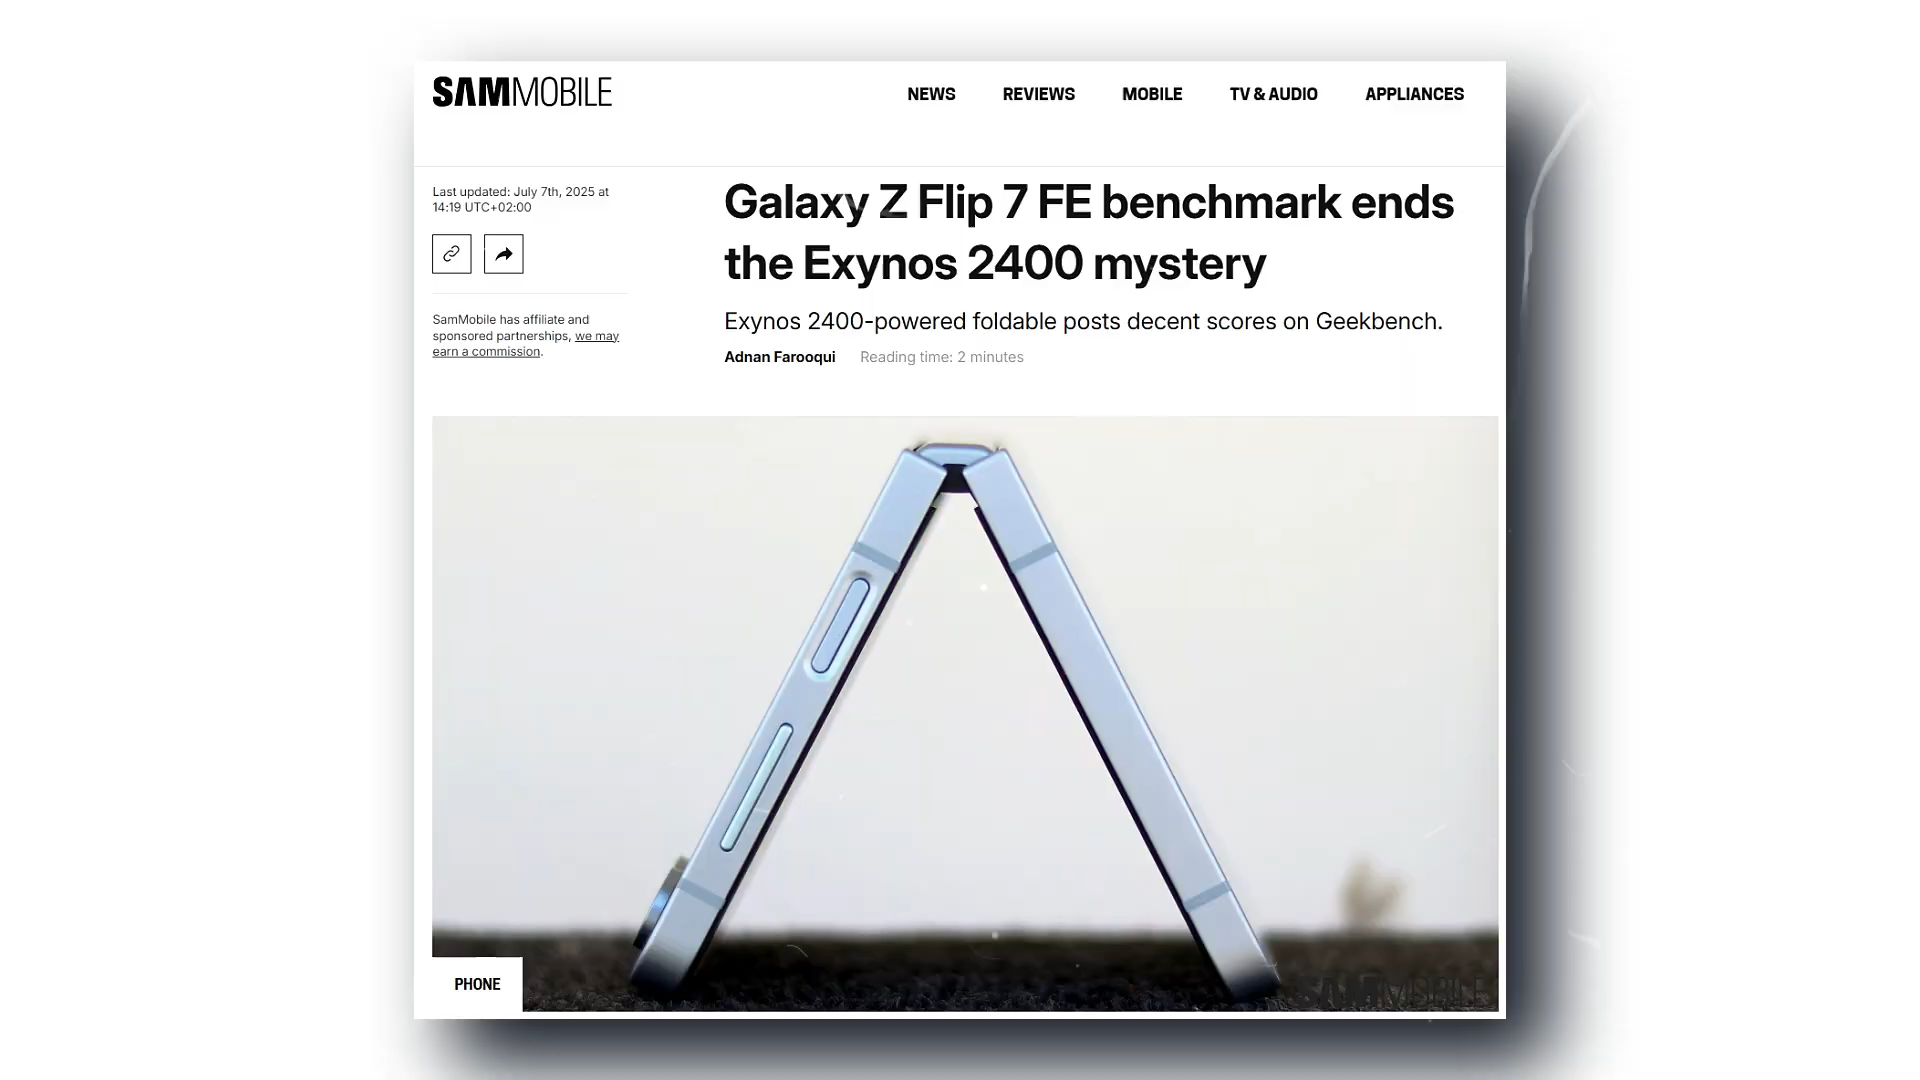 SAMMOBILE
NEWS REVIEWS MOBILE TV & AUDIO APPLIANCES
Last updated: July 7th, 2025 at
14:19 UTC+02:00
SamMobile has affiliate and
sponsored partnerships, we may
earn a commission.
Galaxy Z Flip 7 FE benchmark ends
the Exynos 2400 mystery
Exynos 2400-powered foldable posts decent scores on Geekbench.
Adnan Farooqui Reading time: 2 minutes
PHONE
SAMMOBILE